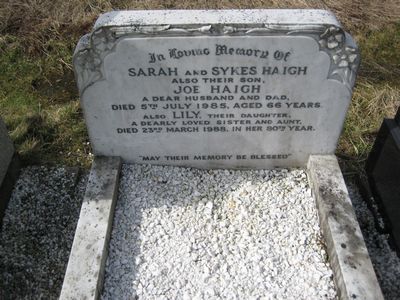 In Loving Memory Of
SARAH AND SYKES HAIGH
ALSO THEIR SON,
JOE HAIGH
A DEAR HUSBAND AND DAD,
DIED 5TH JULY 1985, AGED 66 YEARS.
ALSO LILY, THEIR DAUGHTER,
A DEARLY LOVED SISTER AND AUNT,
DIED 23RD MARCH 1988, IN HER 80TH YEAR.
"MAY THEIR MEMORY BE BLESSED"